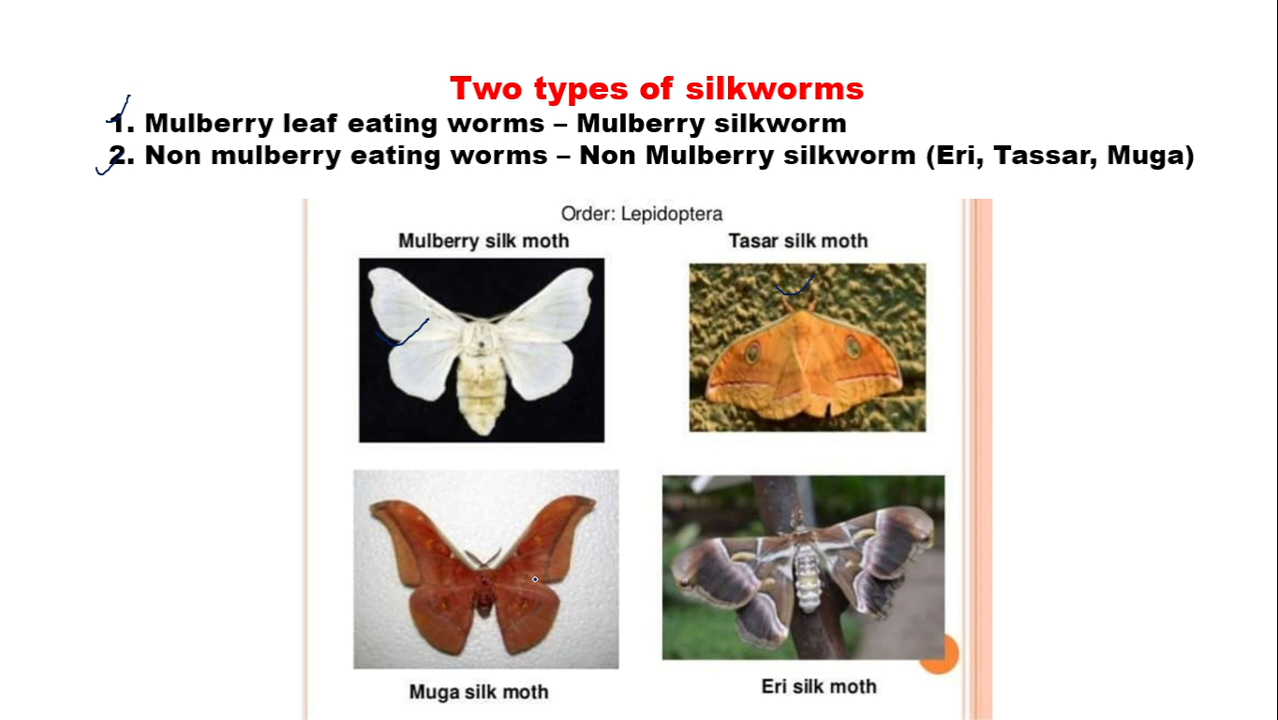 Two types of silkworms
1. Mulberry leaf eating worms – Mulberry silkworm
2. Non mulberry eating worms – Non Mulberry silkworm (Eri, Tassar, Muga)
Order: Lepidoptera
Mulberry silk moth
Tasar silk moth
Muga silk moth
Eri silk moth